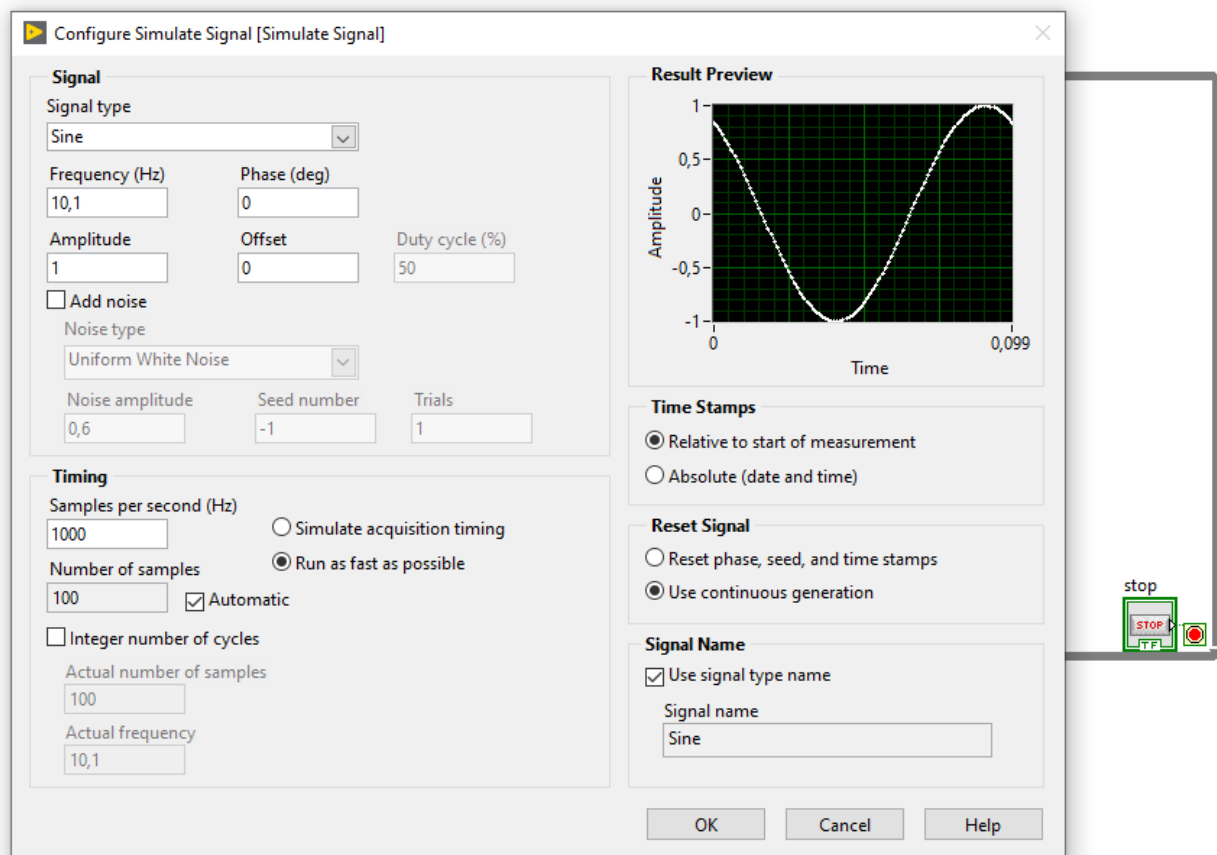 Configure Simulate Signal [Simulate Signal]
Signal
Signal type
Sine
Frequency (Hz) Phase (deg)
10,1 0
Amplitude Offset Duty cycle (%)
1 0 50
Add noise
Noise type
Uniform White Noise
Noise amplitude Seed number Trials
0,6 -1 1
Timing
Samples per second (Hz)
1000
Simulate acquisition timing
Run as fast as possible
Number of samples
100 Automatic
Integer number of cycles
Actual number of samples
100
Actual frequency
10,1
Result Preview
1
0,5
0
-0,5
-1
Amplitude
0 0,099
Time
Time Stamps
Relative to start of measurement
Absolute (date and time)
Reset Signal
Reset phase, seed, and time stamps
Use continuous generation
Signal Name
Use signal type name
Signal name
Sine
OK Cancel Help
stop
STOP
TF